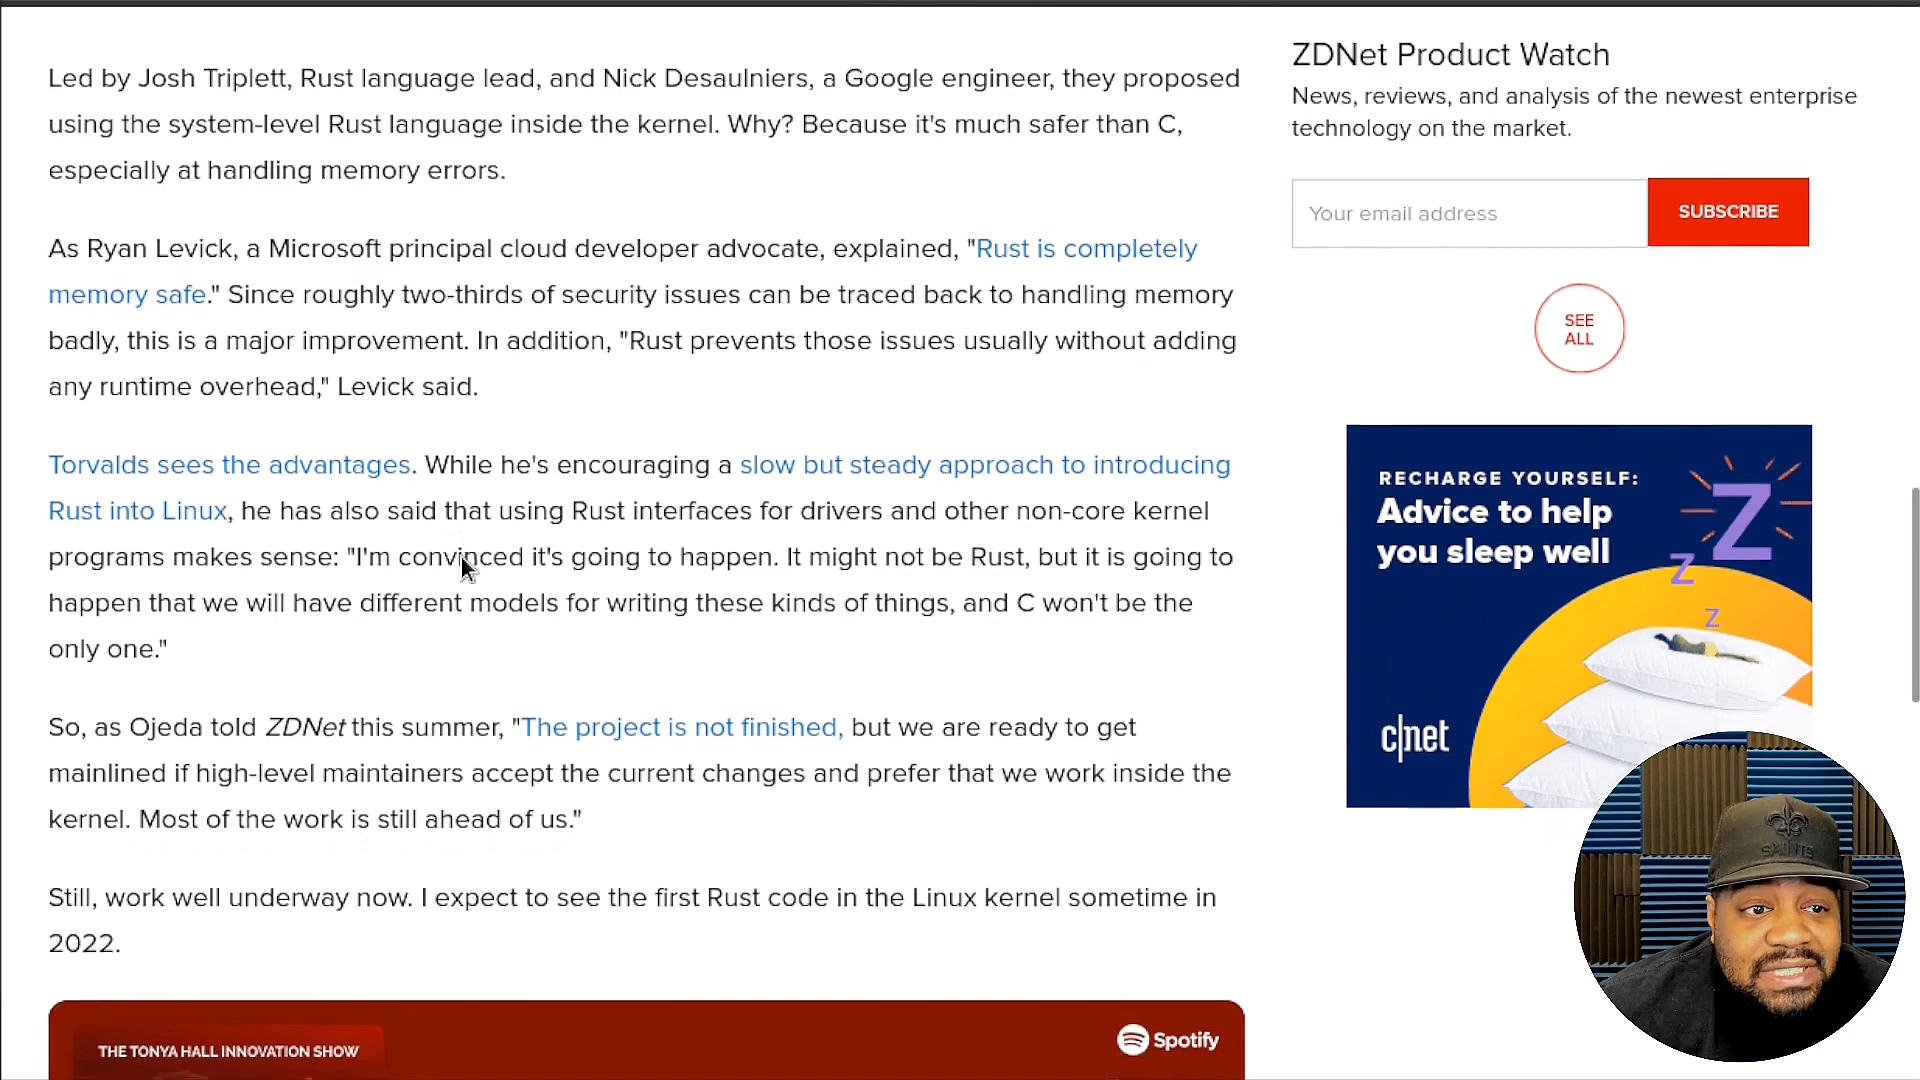 Led by Josh Triplett, Rust language lead, and Nick Desaulniers, a Google engineer, they proposed
using the system-level Rust language inside the kernel. Why? Because it's much safer than C,
especially at handling memory errors.
As Ryan Levick, a Microsoft principal cloud developer advocate, explained, "Rust is completely
memory safe." Since roughly two-thirds of security issues can be traced back to handling memory
badly, this is a major improvement. In addition, "Rust prevents those issues usually without adding
any runtime overhead," Levick said.
Torvalds sees the advantages. While he's encouraging a slow but steady approach to introducing
Rust into Linux, he has also said that using Rust interfaces for drivers and other non-core kernel
programs makes sense: "I'm convinced it's going to happen. It might not be Rust, but it is going to
happen that we will have different models for writing these kinds of things, and C won't be the
only one."
So, as Ojeda told ZDNet this summer, "The project is not finished, but we are ready to get
mainlined if high-level maintainers accept the current changes and prefer that we work inside the
kernel. Most of the work is still ahead of us."
Still, work well underway now. I expect to see the first Rust code in the Linux kernel sometime in
2022.
THE TONYA HALL INNOVATION SHOW
Spotify
ZDNet Product Watch
News, reviews, and analysis of the newest enterprise
technology on the market.
Your email address
SUBSCRIBE
SEE
ALL
RECHARGE YOURSELF:
Advice to help
you sleep well
Z
Z
Z
c|net
SAINTS